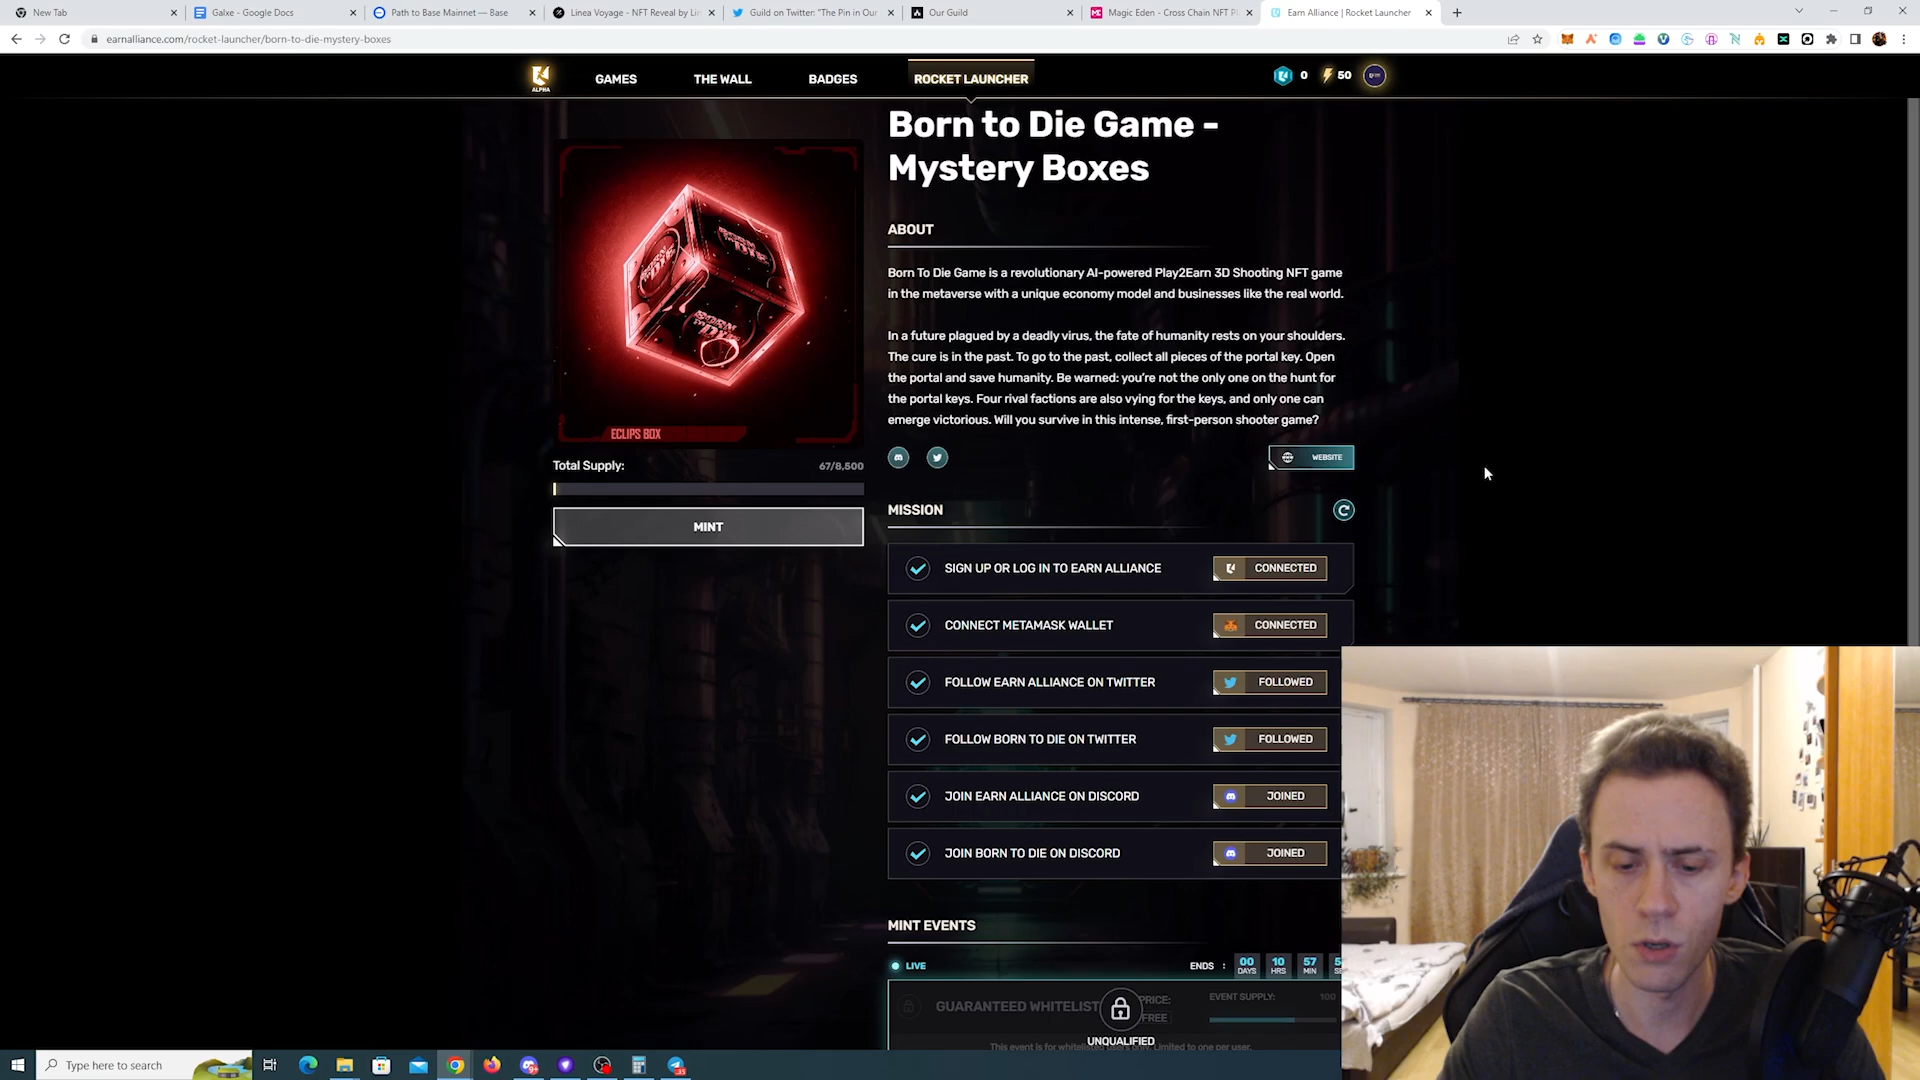 New Tab
Galxe - Google Docs
Path to Base Mainnet — Base
Linea Voyage - NFT Reveal by Lin
Guild on Twitter: "The Pin in Our
Our Guild
Magic Eden - Cross Chain NFT Pl
Earn Alliance | Rocket Launcher
earnalliance.com/rocket-launcher/born-to-die-mystery-boxes
ALPHA
GAMES
THE WALL
BADGES
ROCKET LAUNCHER
0
50
Born to Die Game -
Mystery Boxes
ABOUT
Born To Die Game is a revolutionary AI-powered Play2Earn 3D Shooting NFT game
in the metaverse with a unique economy model and businesses like the real world.
In a future plagued by a deadly virus, the fate of humanity rests on your shoulders.
The cure is in the past. To go to the past, collect all pieces of the portal key. Open
the portal and save humanity. Be warned: you're not the only one on the hunt for
the portal keys. Four rival factions are also vying for the keys, and only one can
emerge victorious. Will you survive in this intense, first-person shooter game?
WEBSITE
BORN TO DIE
BORN TO DIE
BORN TO DIE
ECLIPS BOX
Total Supply:
67/8,500
MINT
MISSION
SIGN UP OR LOG IN TO EARN ALLIANCE
CONNECTED
CONNECT METAMASK WALLET
CONNECTED
FOLLOW EARN ALLIANCE ON TWITTER
FOLLOWED
FOLLOW BORN TO DIE ON TWITTER
FOLLOWED
JOIN EARN ALLIANCE ON DISCORD
JOINED
JOIN BORN TO DIE ON DISCORD
JOINED
MINT EVENTS
LIVE
ENDS :
00 DAYS
10 HRS
57 MIN
GUARANTEED WHITELIST
PRICE:
FREE
EVENT SUPPLY:
100
UNQUALIFIED
This event is for whitelisted users only. Limited to one per user.
Type here to search